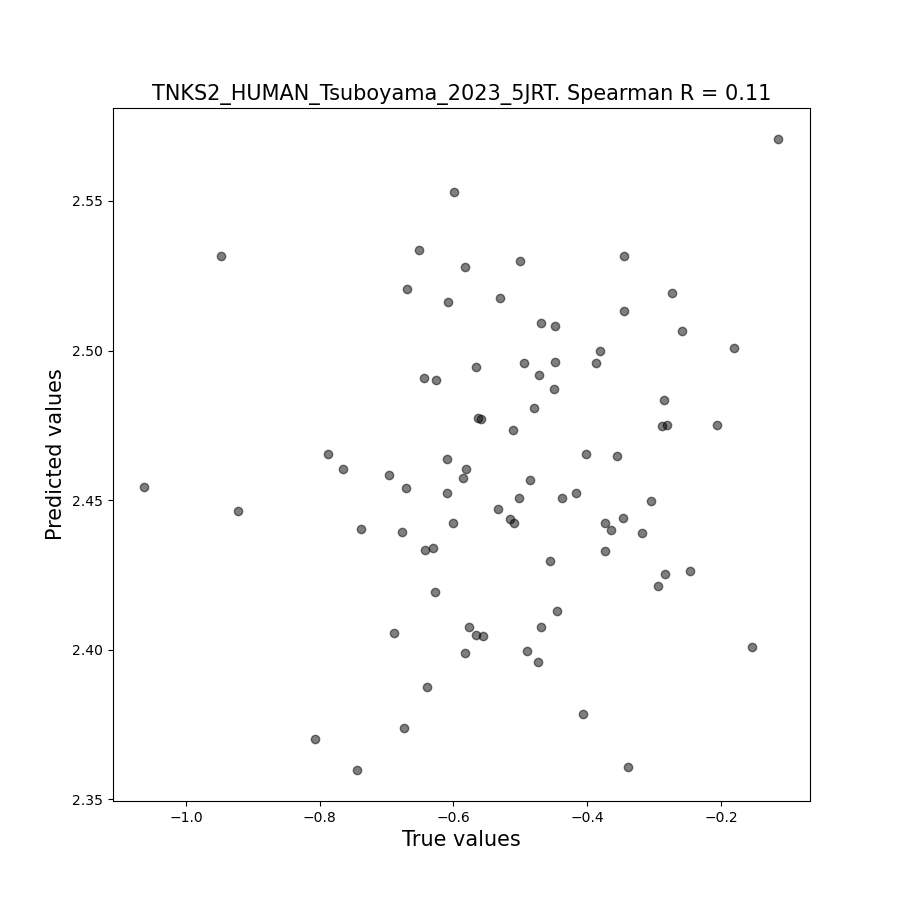 TNKS2_HUMAN_Tsuboyama_2023_5JRT. Spearman R = 0.11
2.55
2.50
2.45
2.40
2.35
Predicted values
−1.0 −0.8 −0.6 −0.4 −0.2
True values